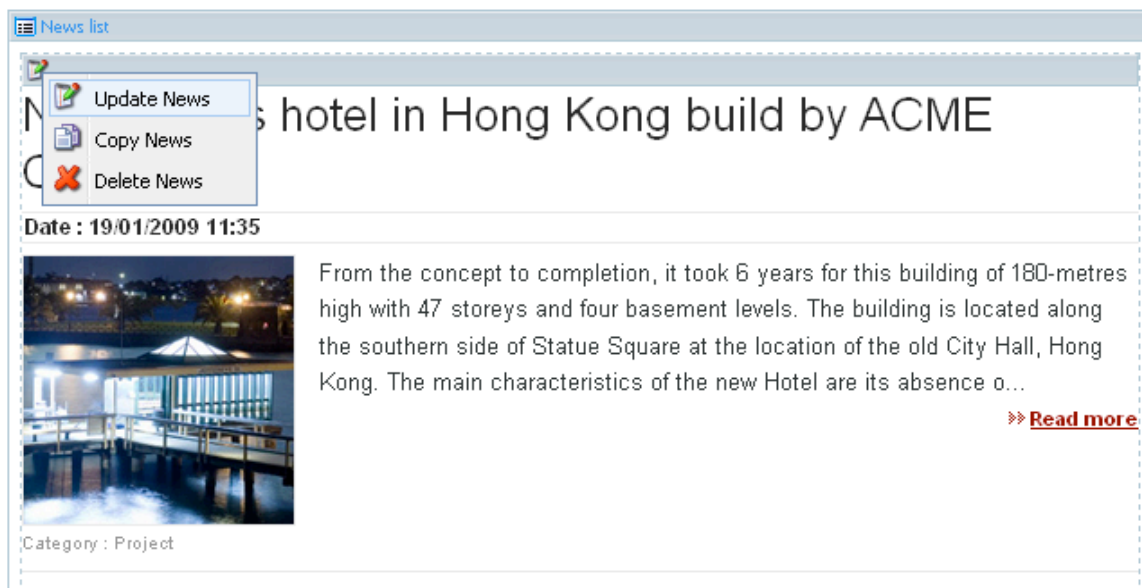 News list
Update News
Copy News
Delete News
hotel in Hong Kong build by ACME
Date : 19/01/2009 11:35
From the concept to completion, it took 6 years for this building of 180-metres
high with 47 storeys and four basement levels. The building is located along
the southern side of Statue Square at the location of the old City Hall, Hong
Kong. The main characteristics of the new Hotel are its absence o...
Read more
Category : Project